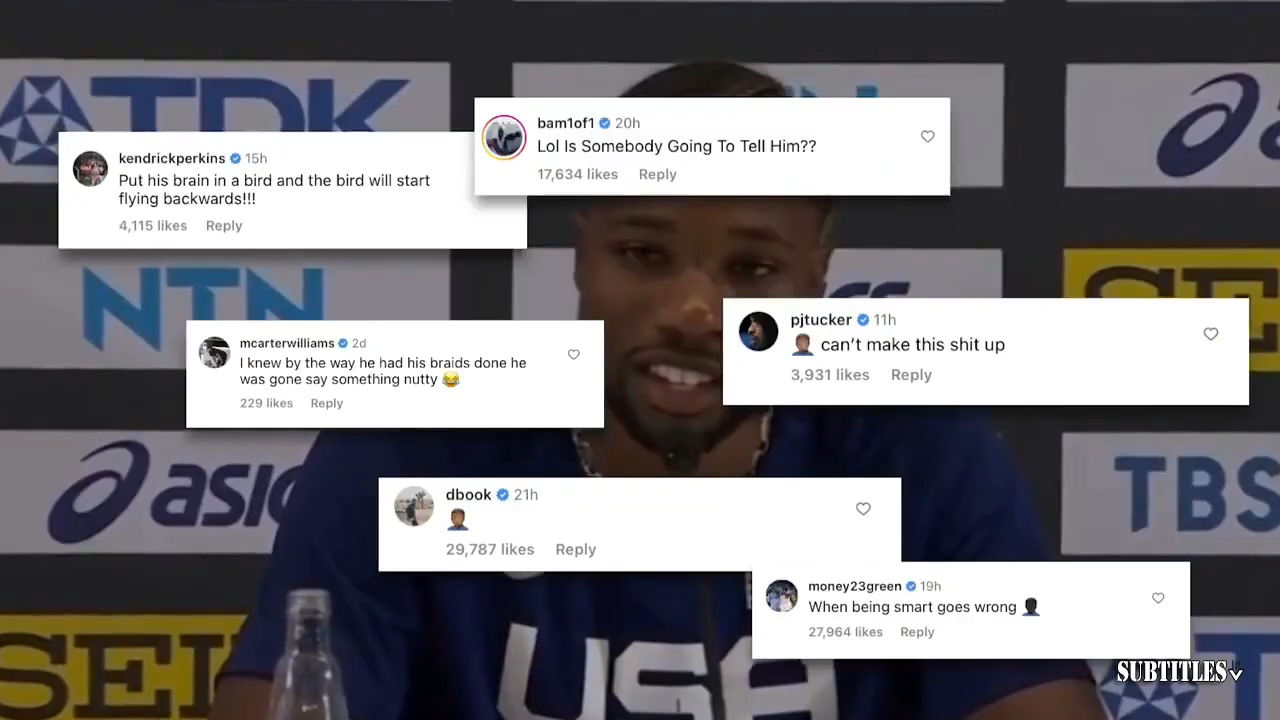 TDK
bam1of1 20h
Lol Is Somebody Going To Tell Him??
17,634 likes Reply
kendrickperkins 15h
Put his brain in a bird and the bird will start
flying backwards!!!
4,115 likes Reply
NTN
pjtucker 11h
🤦🏾‍♂️ can't make this shit up
3,931 likes Reply
mcarterwilliams 2d
I knew by the way he had his braids done he
was gone say something nutty 😂
229 likes Reply
asic
TBS
dbook 21h
🤦🏾‍♂️
29,787 likes Reply
money23green 19h
When being smart goes wrong 🤦🏿‍♂️
27,964 likes Reply
USA
SEI
SUBTITLES
TDK